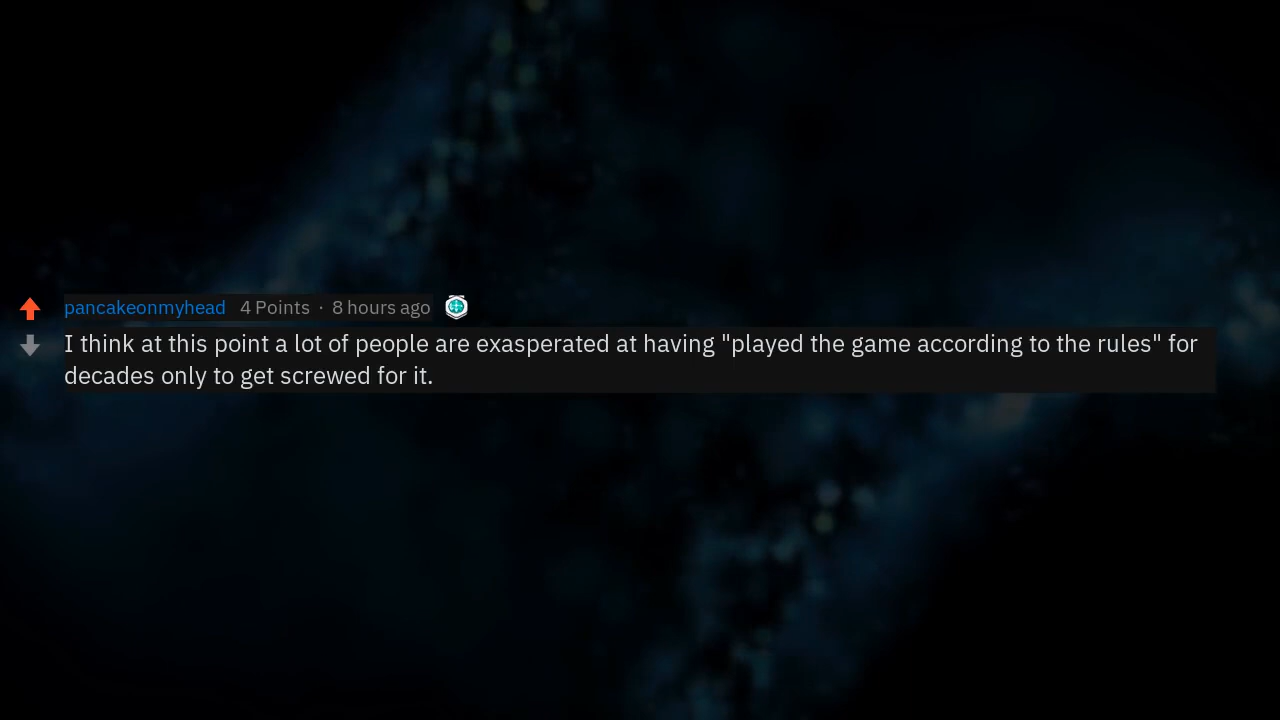 pancakeonmyhead 4 Points · 8 hours ago
I think at this point a lot of people are exasperated at having "played the game according to the rules" for
decades only to get screwed for it.